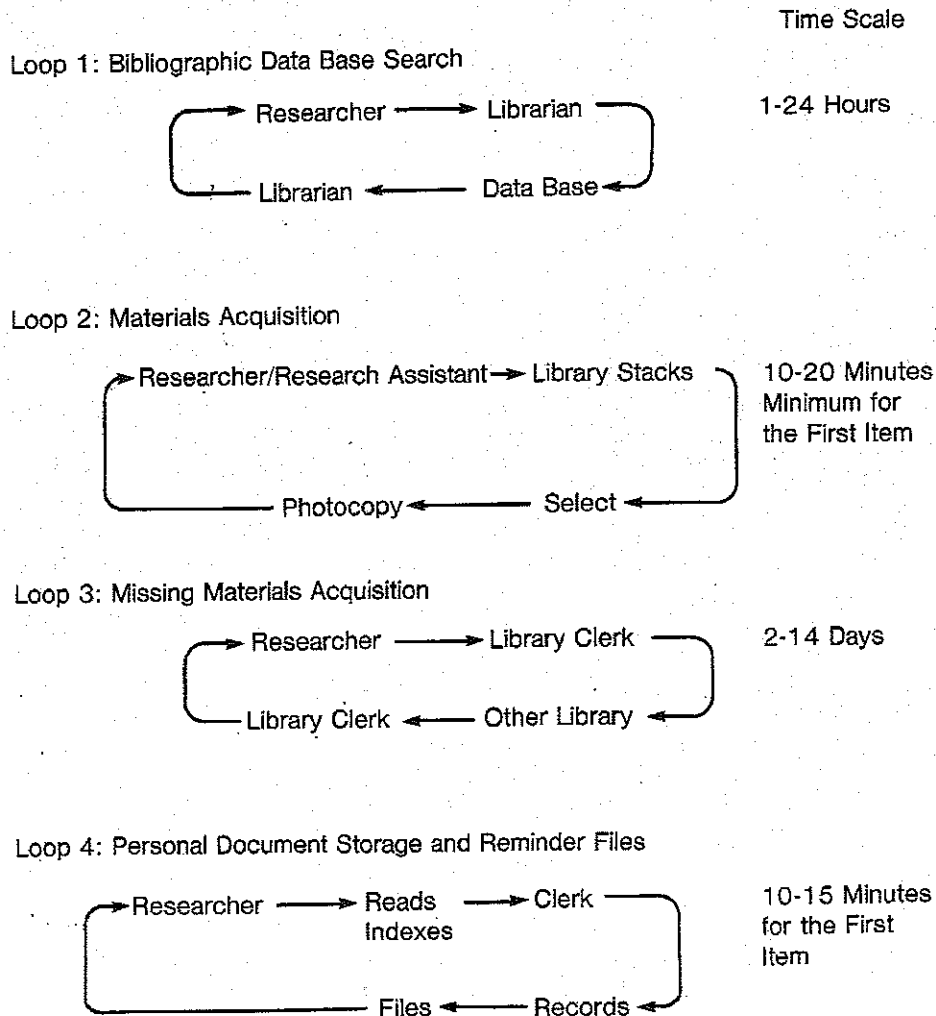 Time Scale
Loop 1: Bibliographic Data Base Search
Researcher Librarian 1-24 Hours
Librarian Data Base
Loop 2: Materials Acquisition
Researcher/Research Assistant Library Stacks 10-20 Minutes
Minimum for
the First Item
Photocopy Select
Loop 3: Missing Materials Acquisition
Researcher Library Clerk 2-14 Days
Library Clerk Other Library
Loop 4: Personal Document Storage and Reminder Files
Researcher Reads Clerk 10-15 Minutes
Indexes for the First
Item
Files Records